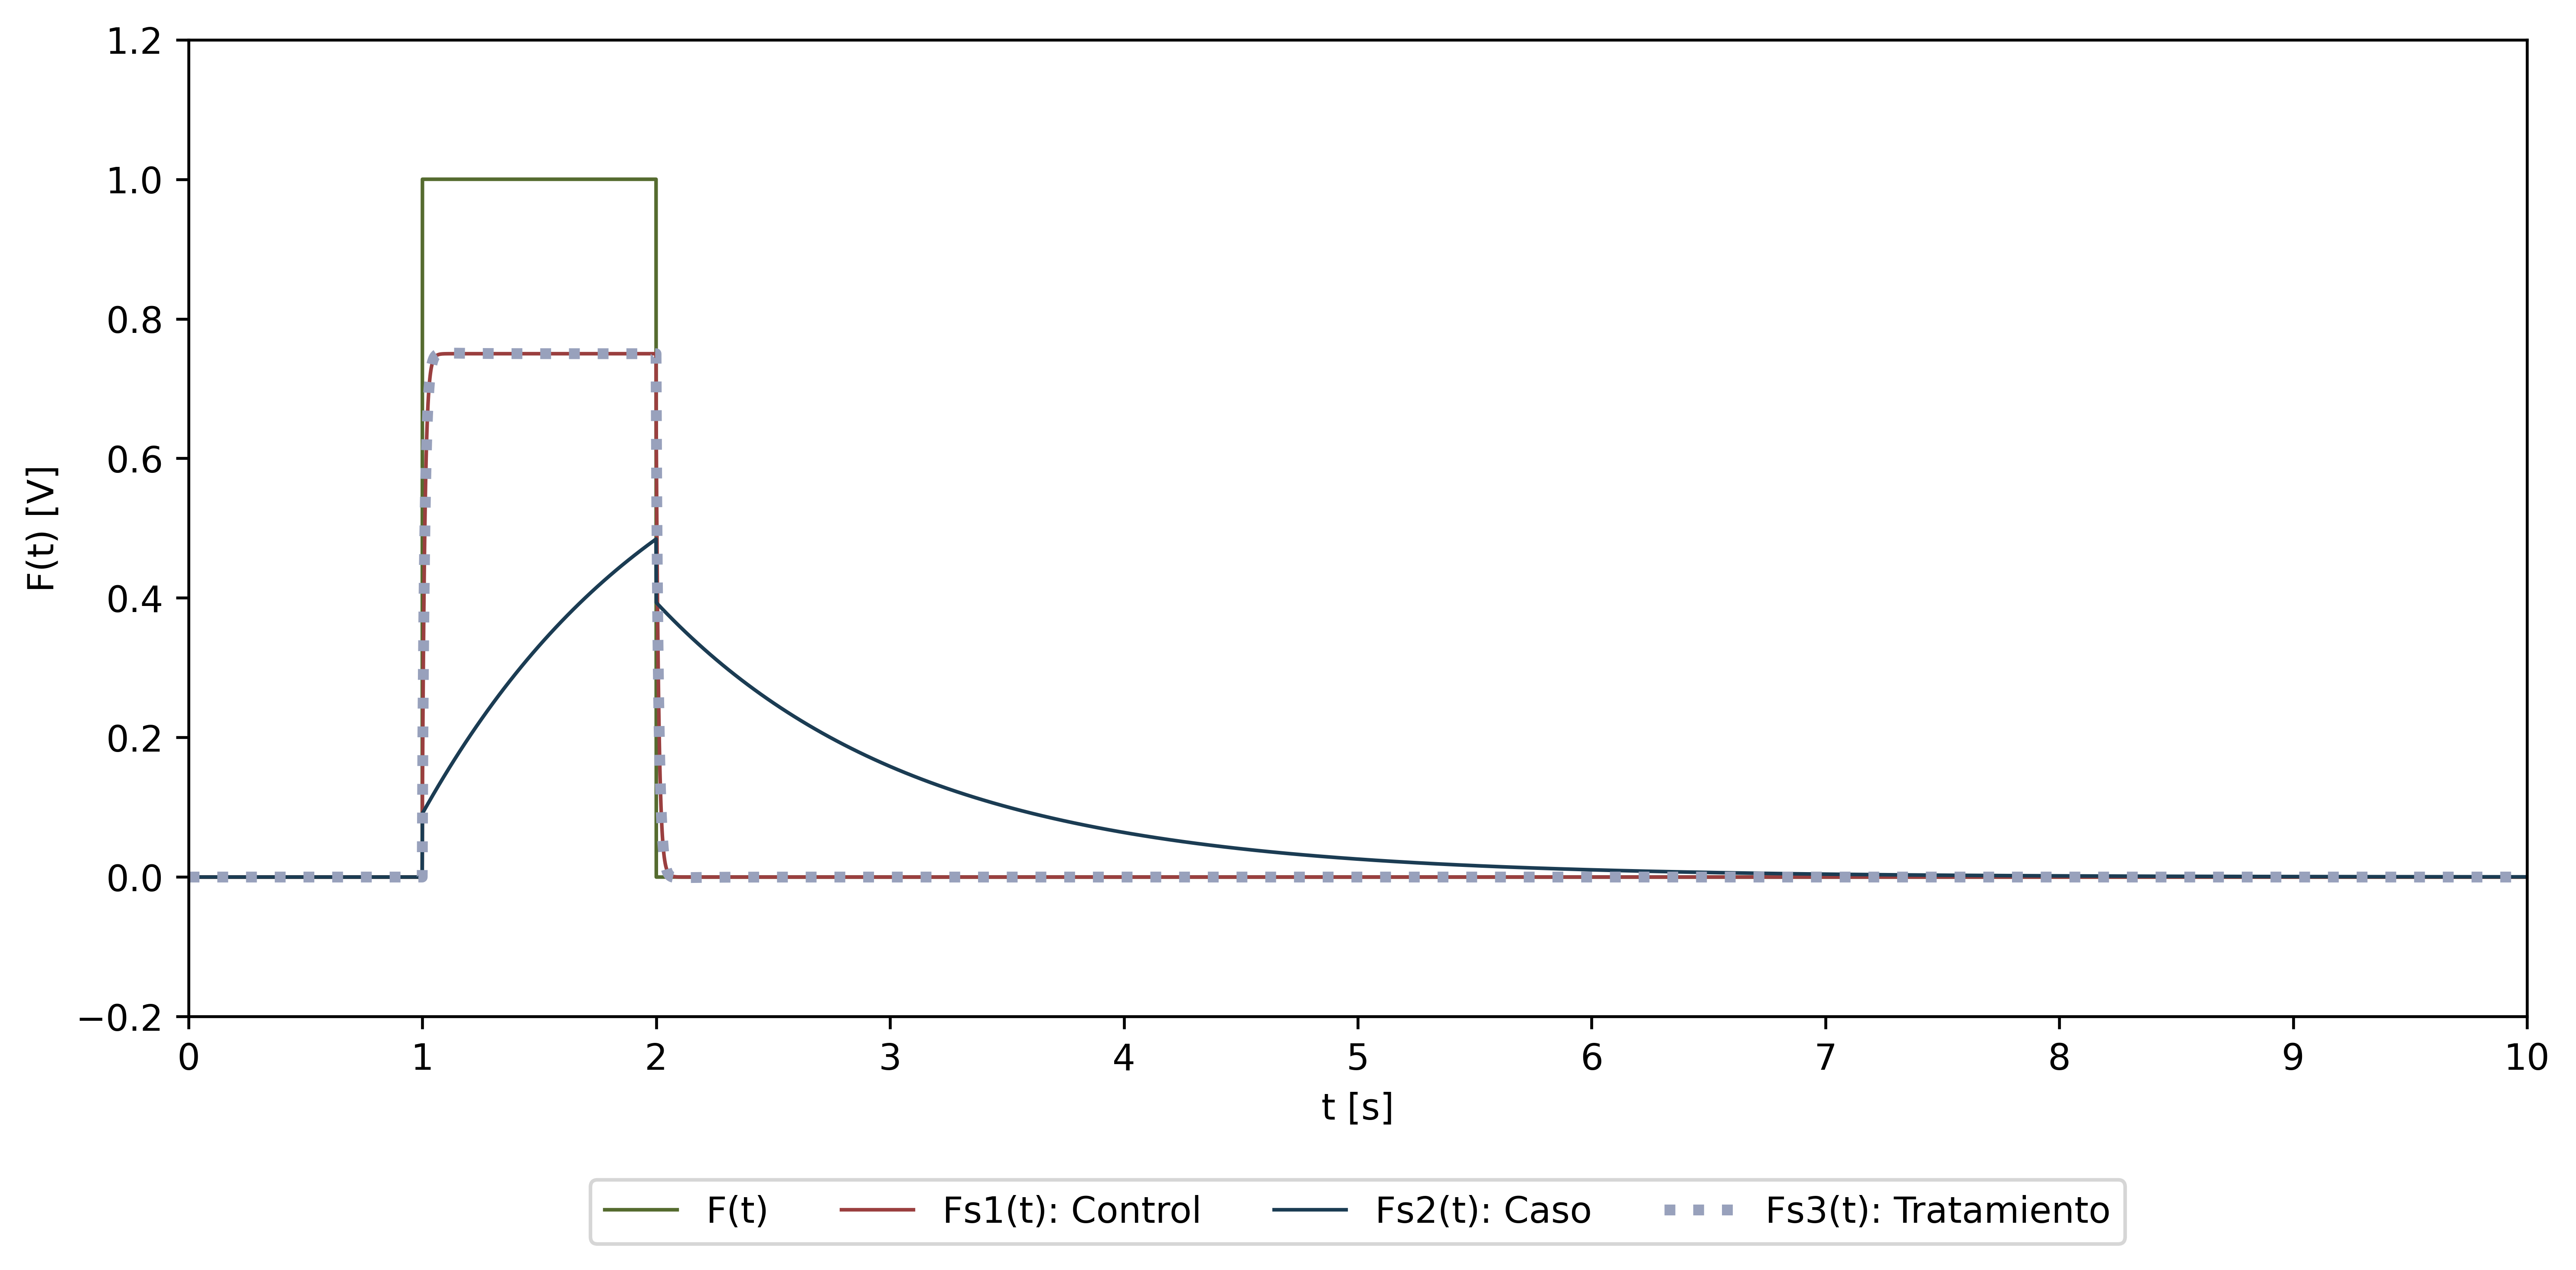 1.2
1.0
0.8
0.6
0.4
0.2
0.0
−0.2
F(t) [V]
0 1 2 3 4 5 6 7 8 9 10
t [s]
F(t) Fs1(t): Control Fs2(t): Caso Fs3(t): Tratamiento